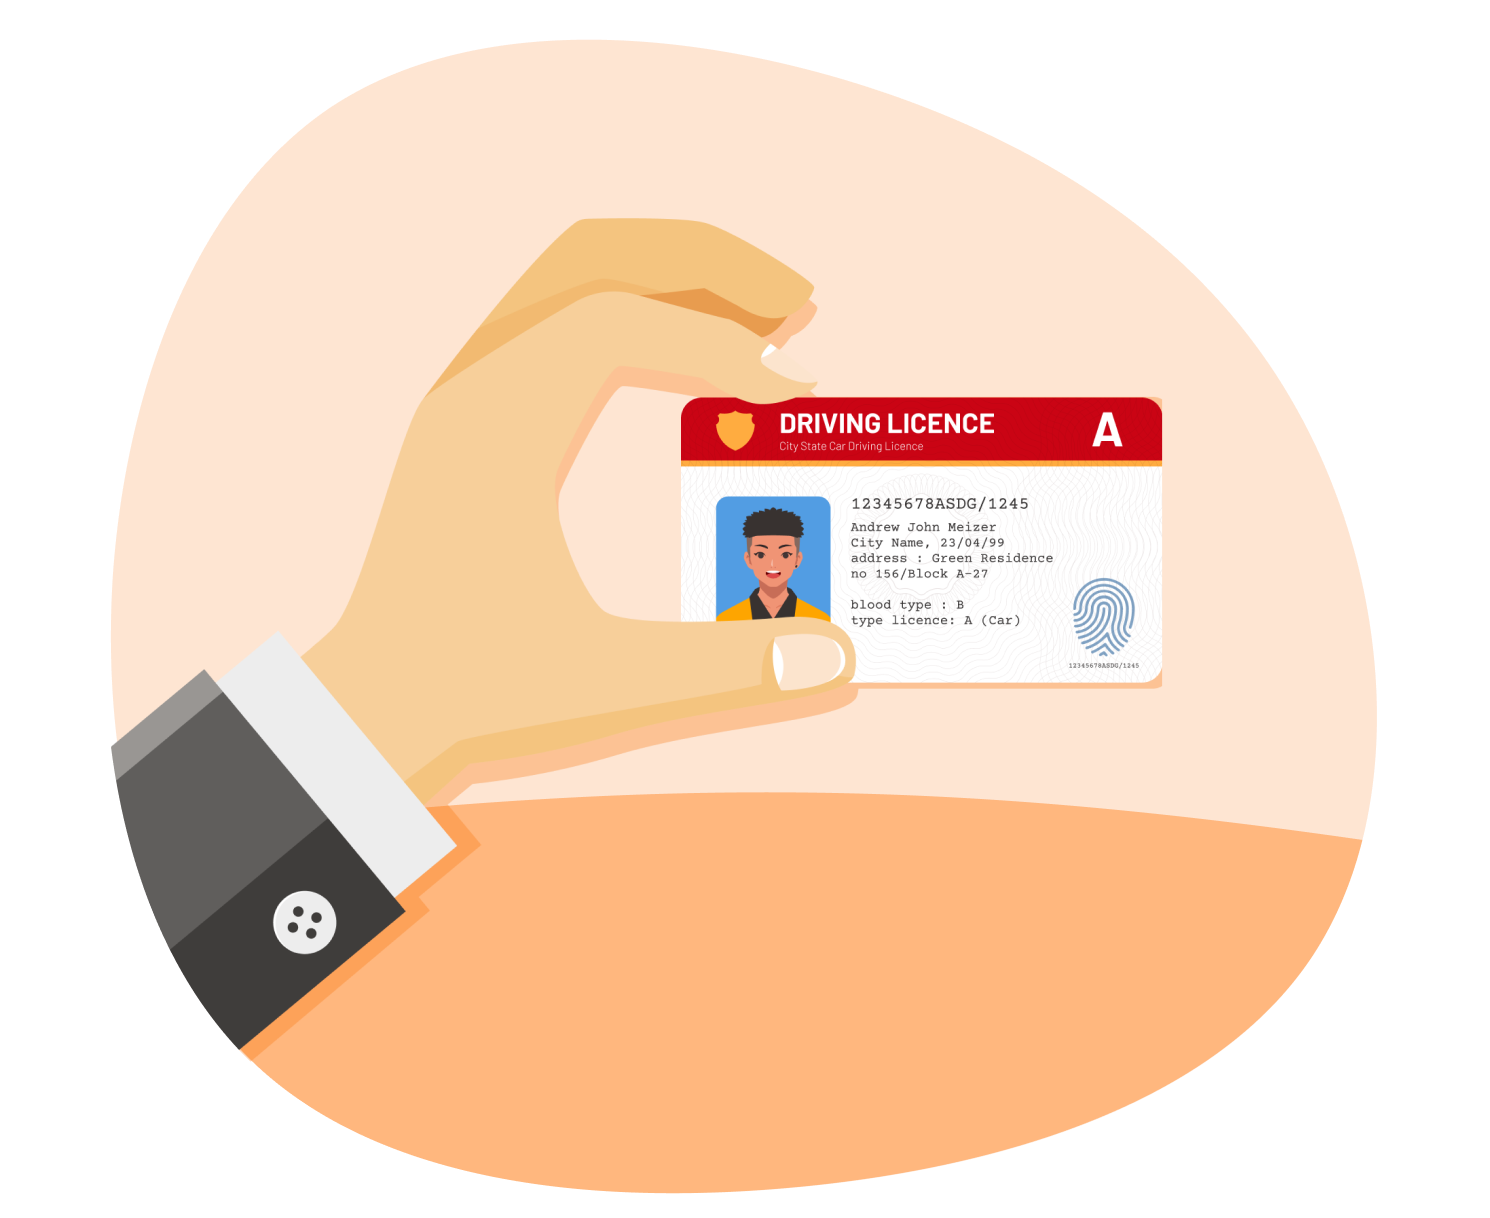 DRIVING LICENCE
City State Car Driving Licence
A
12345678ASDG/1245
Andrew John Meizer
City Name, 23/04/99
address : Green Residence
no 156/Block A-27
blood type : B
type licence: A (Car)
12345678ASDG/1245